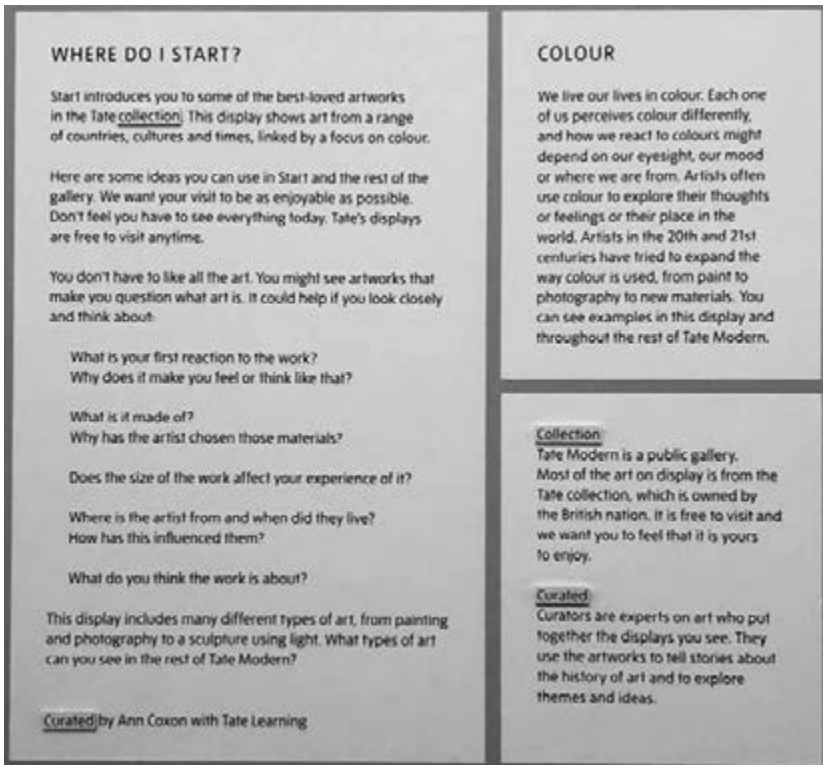 WHERE DO I START?
Start introduces you to some of the best-loved artworks
in the Tate collection. This display shows art from a range
of countries, cultures and times, linked by a focus on colour.
Here are some ideas you can use in Start and the rest of the
gallery. We want your visit to be as enjoyable as possible.
Don't feel you have to see everything today. Tate's displays
are free to visit anytime.
You don't have to like all the art. You might see artworks that
make you question what art is. It could help if you look closely
and think about:
What is your first reaction to the work?
Why does it make you feel or think like that?
What is it made of?
Why has the artist chosen those materials?
Does the size of the work affect your experience of it?
Where is the artist from and when did they live?
How has this influenced them?
What do you think the work is about?
This display includes many different types of art, from painting
and photography to a sculpture using light. What types of art
can you see in the rest of Tate Modern?
Curated by Ann Coxon with Tate Learning
COLOUR
We live our lives in colour. Each one
of us perceives colour differently,
and how we react to colours might
depend on our eyesight, our mood
or where we are from. Artists often
use colour to explore their thoughts
or feelings or their place in the
world. Artists in the 20th and 21st
centuries have tried to expand the
way colour is used, from paint to
photography to new materials. You
can see examples in this display and
throughout the rest of Tate Modern.
Collection
Tate Modern is a public gallery.
Most of the art on display is from the
Tate collection, which is owned by
the British nation. It is free to visit and
we want you to feel that it is yours
to enjoy.
Curated
Curators are experts on art who put
together the displays you see. They
use the artworks to tell stories about
the history of art and to explore
themes and ideas.